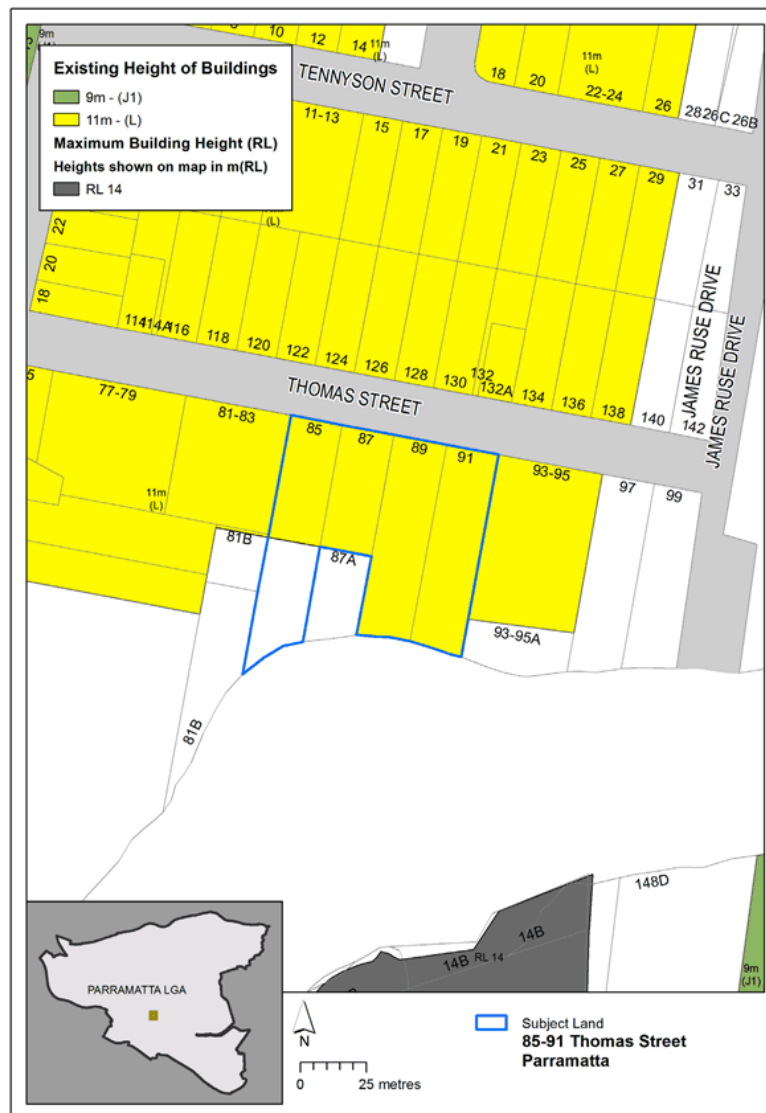 10
12
14
11m
(L)
9m
(J1)
Existing Height of Buildings
9m - (J1)
11m - (L)
Maximum Building Height (RL)
Heights shown on map in m(RL)
RL 14
TENNYSON STREET
18
20
11m
(L)
22-24
26
28
26C
26B
11-13
15
17
19
21
23
25
27
29
31
33
(L)
22
20
18
114
114A
116
118
120
122
124
126
128
130
132
132A
134
136
138
140
142
JAMES RUSE DRIVE
JAMES RUSE DRIVE
THOMAS STREET
77-79
81-83
85
87
89
91
93-95
97
99
11m
(L)
81B
87A
93-95A
81B
148D
14B
14B
RL 14
9m
(J1)
PARRAMATTA LGA
N
0
25 metres
Subject Land
85-91 Thomas Street
Parramatta